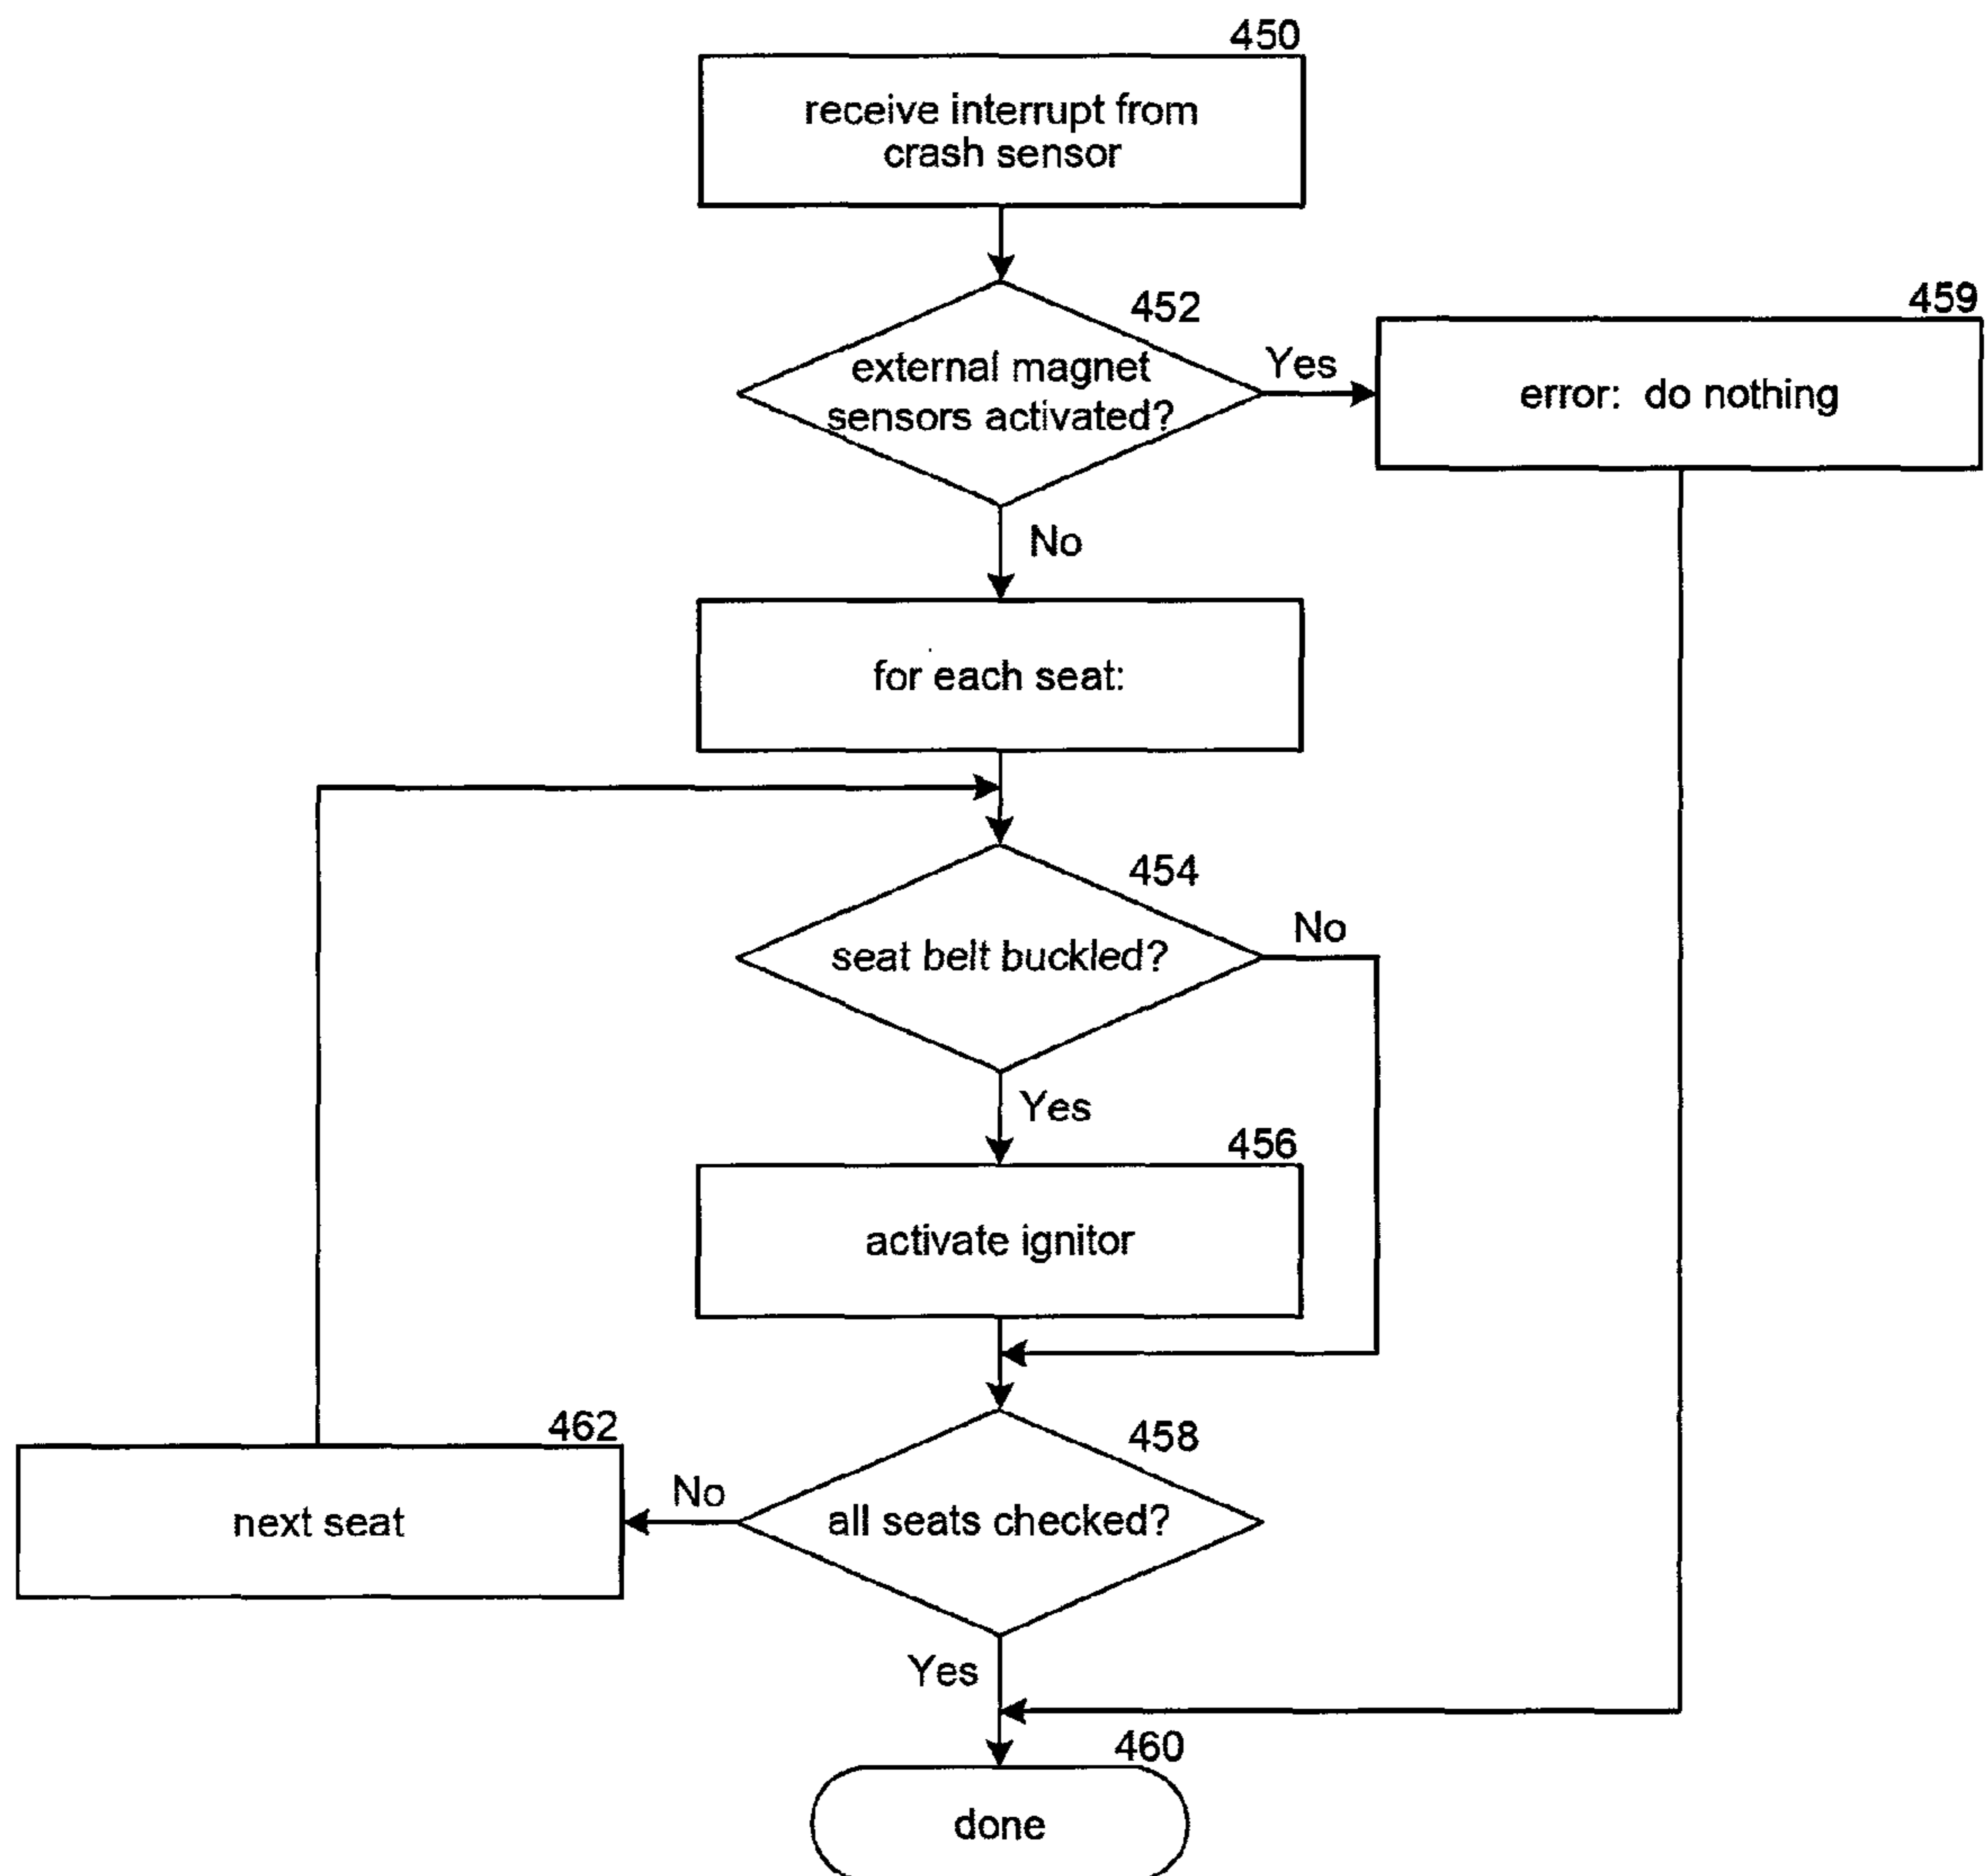 450
receive interrupt from
crash sensor
452
459
external magnet
sensors activated?
Yes
error: do nothing
No
for each seat:
454
No
seat belt buckled?
Yes
456
activate ignitor
462
458
No
next seat
all seats checked?
Yes
460
done